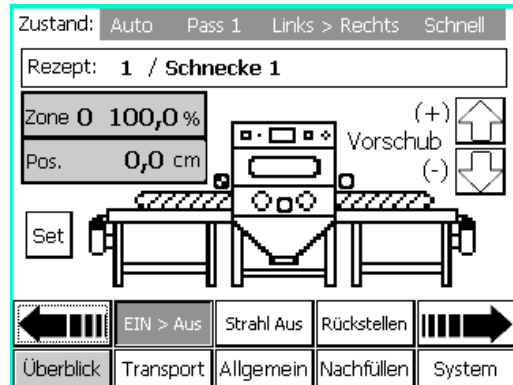 Zustand: Auto Pass 1 Links > Rechts Schnell
Rezept: 1 / Schnecke 1
Zone 0 100,0 %
(+)
Vorschub
Pos. 0,0 cm
(-)
Set
EIN > Aus Strahl Aus Rückstellen
Überblick Transport Allgemein Nachfüllen System